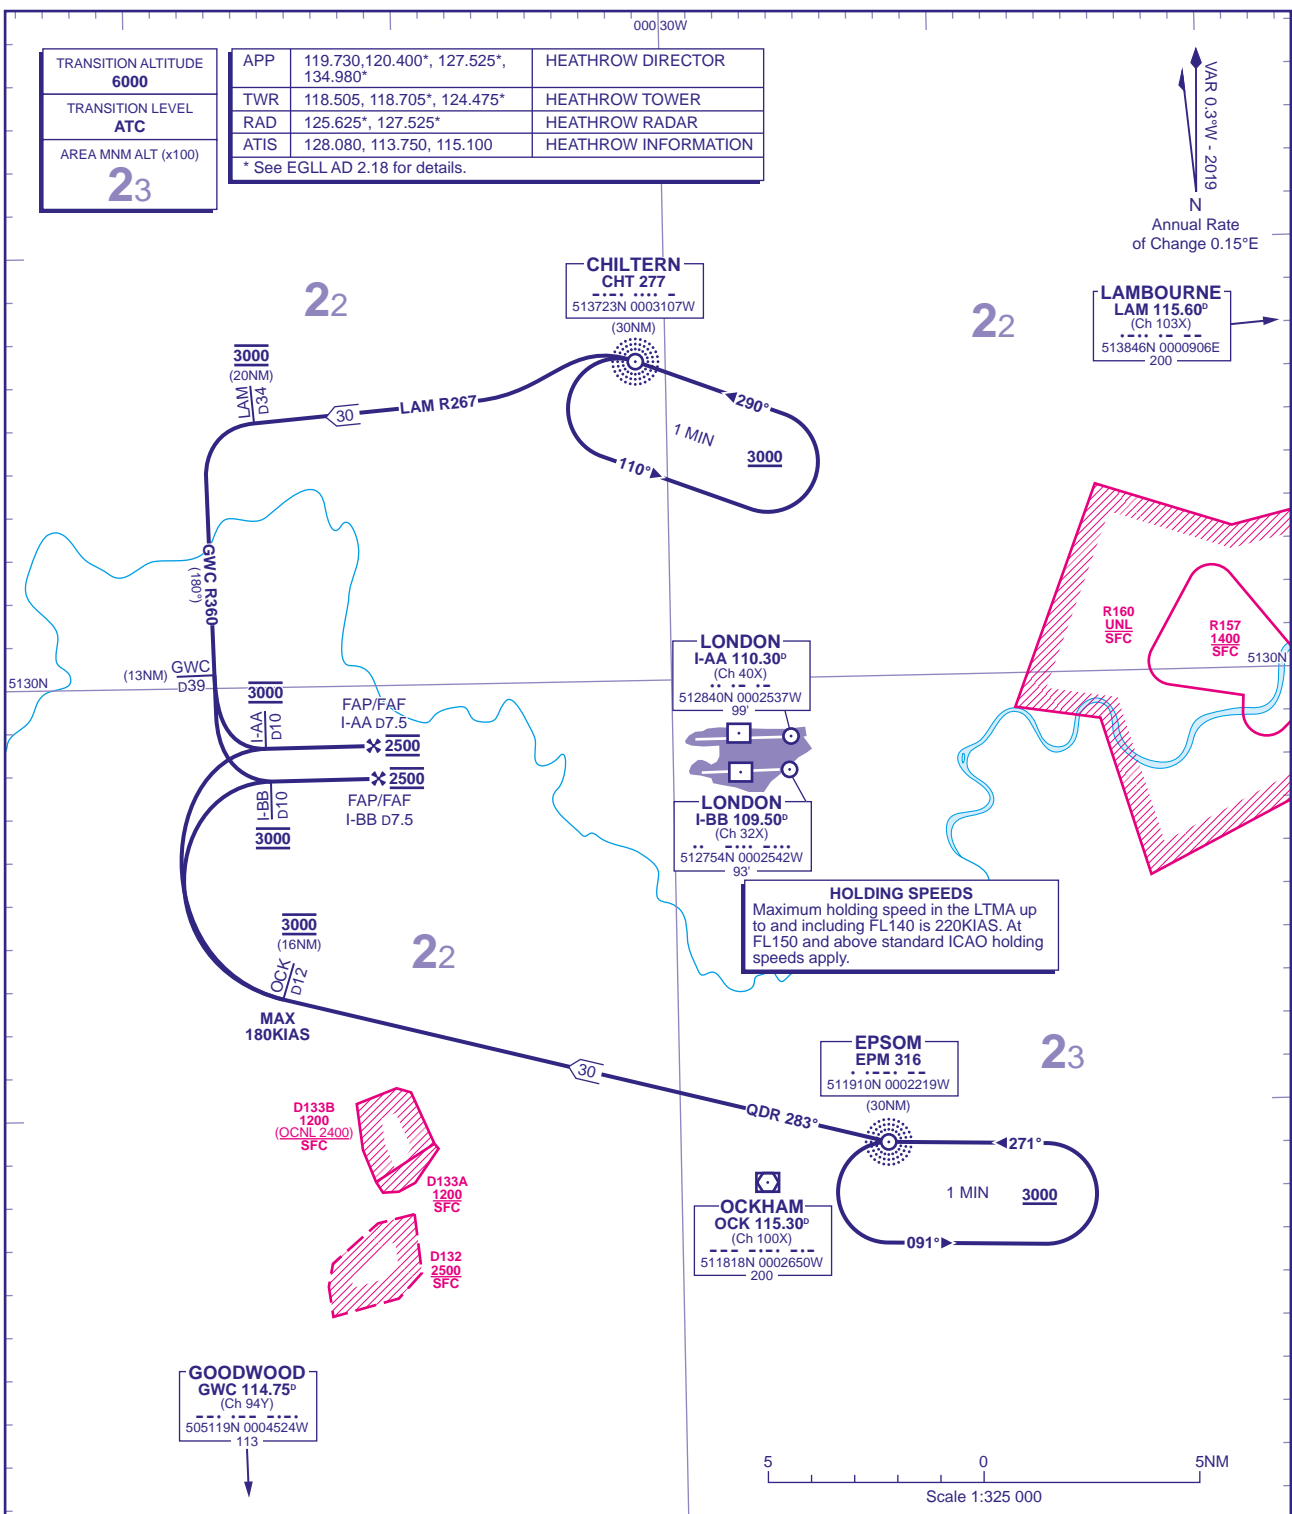 000 30W
TRANSITION ALTITUDE
6000
TRANSITION LEVEL
ATC
AREA MNM ALT (x100)
23
APP 119.730,120.400*, 127.525*, 134.980* HEATHROW DIRECTOR
TWR 118.505, 118.705*, 124.475* HEATHROW TOWER
RAD 125.625*, 127.525* HEATHROW RADAR
ATIS 128.080, 113.750, 115.100 HEATHROW INFORMATION
* See EGLL AD 2.18 for details.
VAR 0.3°W - 2019
N
Annual Rate
of Change 0.15°E
CHILTERN
CHT 277
513723N 0003107W
(30NM)
22
22
LAMBOURNE
LAM 115.60D
(Ch 103X)
513846N 0000906E
200
3000
(20NM)
LAM
D34
30
LAM R267
290°
1 MIN
3000
110°
GWC R360
(180°)
R160
UNL
SFC
R157
1400
SFC
5130N
5130N
(13NM) GWC
D39
LONDON
I-AA 110.30D
(Ch 40X)
512840N 0002537W
99'
3000
I-AA
D10
FAP/FAF
I-AA D7.5
2500
2500
FAP/FAF
I-BB D7.5
I-BB
D10
3000
LONDON
I-BB 109.50D
(Ch 32X)
512754N 0002542W
93'
HOLDING SPEEDS
Maximum holding speed in the LTMA up
to and including FL140 is 220KIAS. At
FL150 and above standard ICAO holding
speeds apply.
3000
(16NM)
OCK
D12
MAX
180KIAS
22
23
30
QDR 283°
EPSOM
EPM 316
511910N 0002219W
(30NM)
271°
1 MIN
3000
091°
D133B
1200
(OCNL 2400)
SFC
D133A
1200
SFC
D132
2500
SFC
OCKHAM
OCK 115.30D
(Ch 100X)
511818N 0002650W
200
GOODWOOD
GWC 114.75D
(Ch 94Y)
505119N 0004524W
113
5 0 5NM
Scale 1:325 000